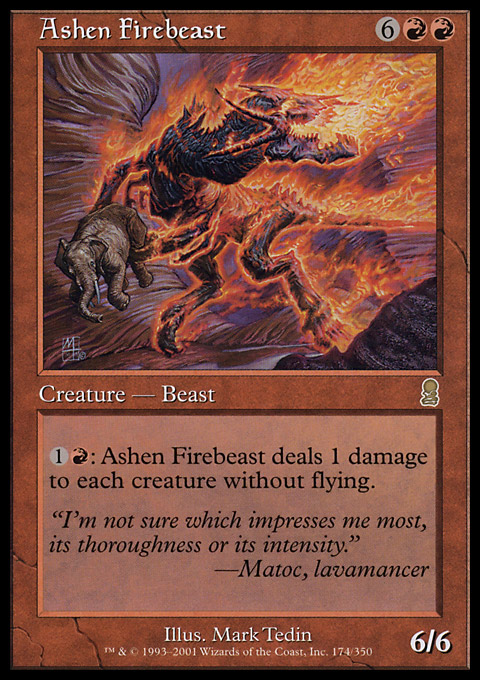 Ashen Firebeast 6
Creature — Beast
1 : Ashen Firebeast deals 1 damage
to each creature without flying.
“I’m not sure which impresses me most,
its thoroughness or its intensity.”
—Matoc, lavamancer
Illus. Mark Tedin
™ & © 1993–2001 Wizards of the Coast, Inc. 174/350
6/6